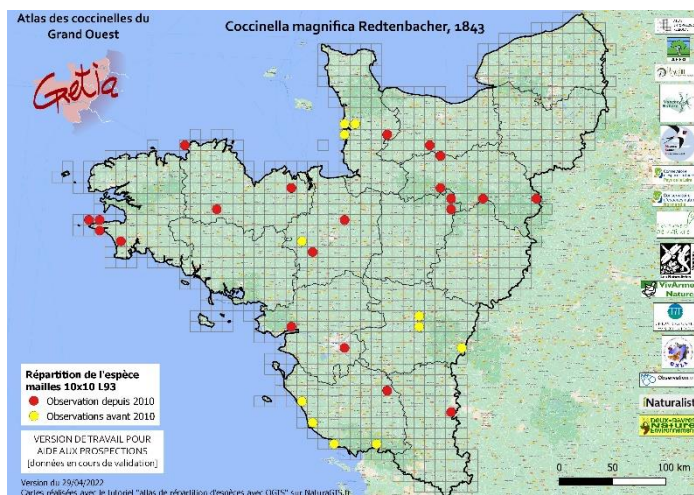 Atlas des coccinelles du
Grand Ouest
Coccinella magnifica Redtenbacher, 1843
Gretia
VivArmor
Nature
Observation
iNaturalist
Deux-Sèvres
Nature
Environnement
Répartition de l'espèce
mailles 10x10 L93
Observation depuis 2010
Observations avant 2010
VERSION DE TRAVAIL POUR
AIDE AUX PROSPECTIONS
[données en cours de validation]
0 50 100 km
Version du 29/04/2022
Cartes réalisées avec le tutoriel "atlas de répartition d'espèces avec QGIS" sur NaturaGIS.fr